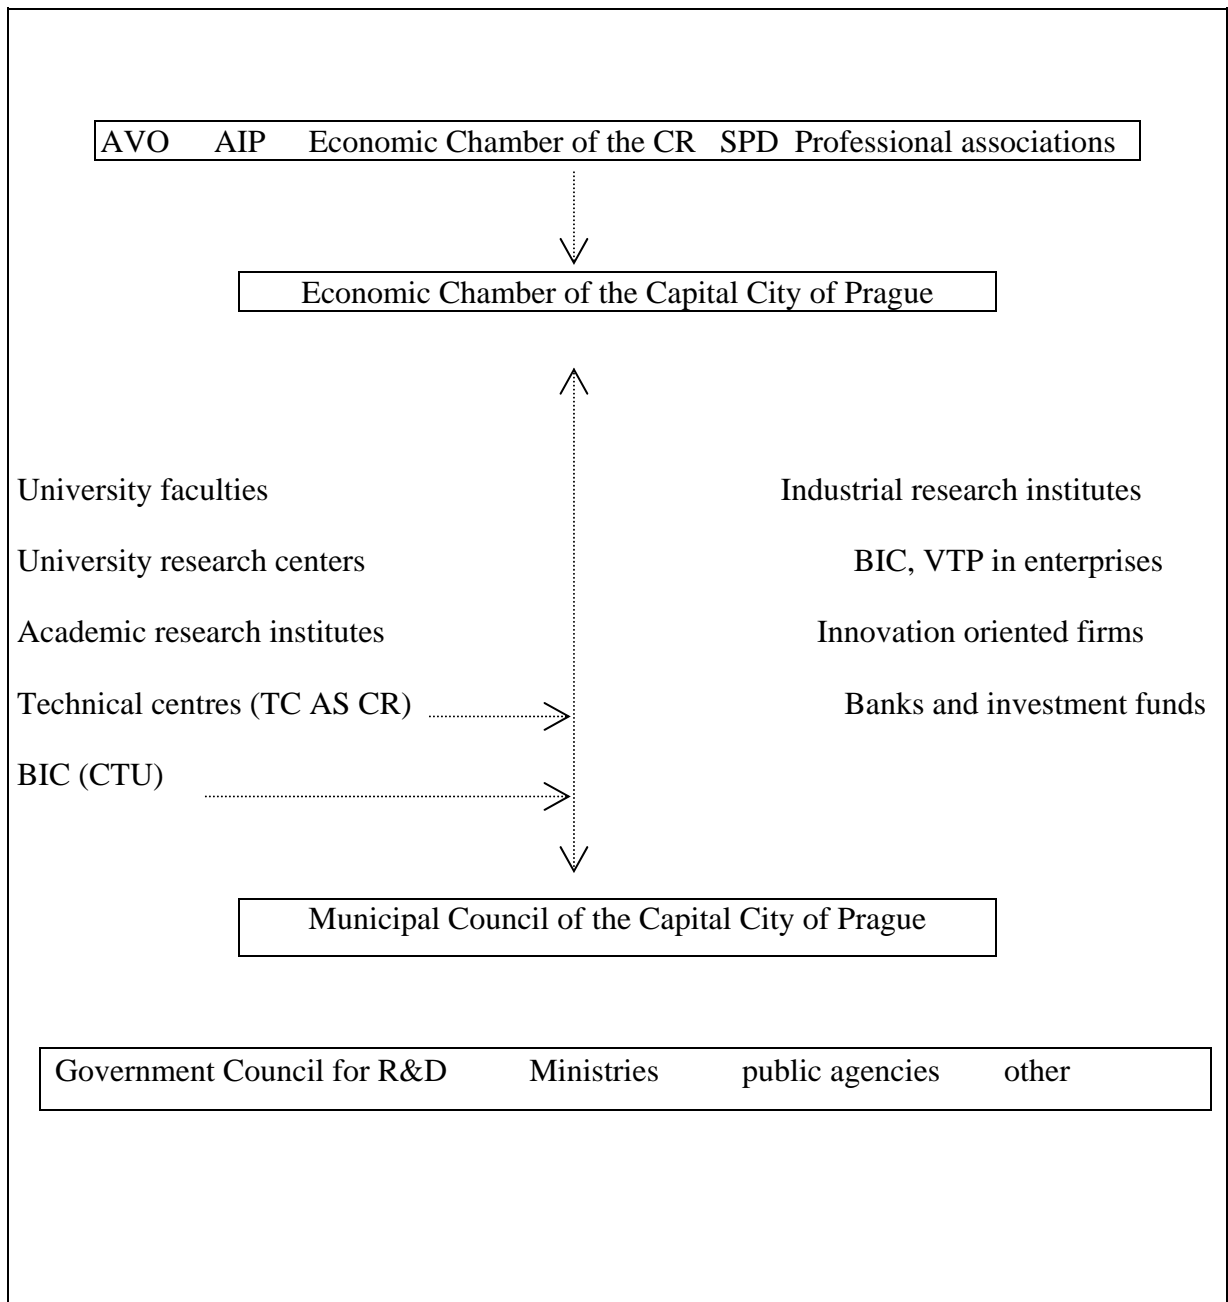 AVO AIP Economic Chamber of the CR SPD Professional associations
Economic Chamber of the Capital City of Prague
University faculties
Industrial research institutes
University research centers
BIC, VTP in enterprises
Academic research institutes
Innovation oriented firms
Technical centres (TC AS CR)
Banks and investment funds
BIC (CTU)
Municipal Council of the Capital City of Prague
Government Council for R&D Ministries public agencies other